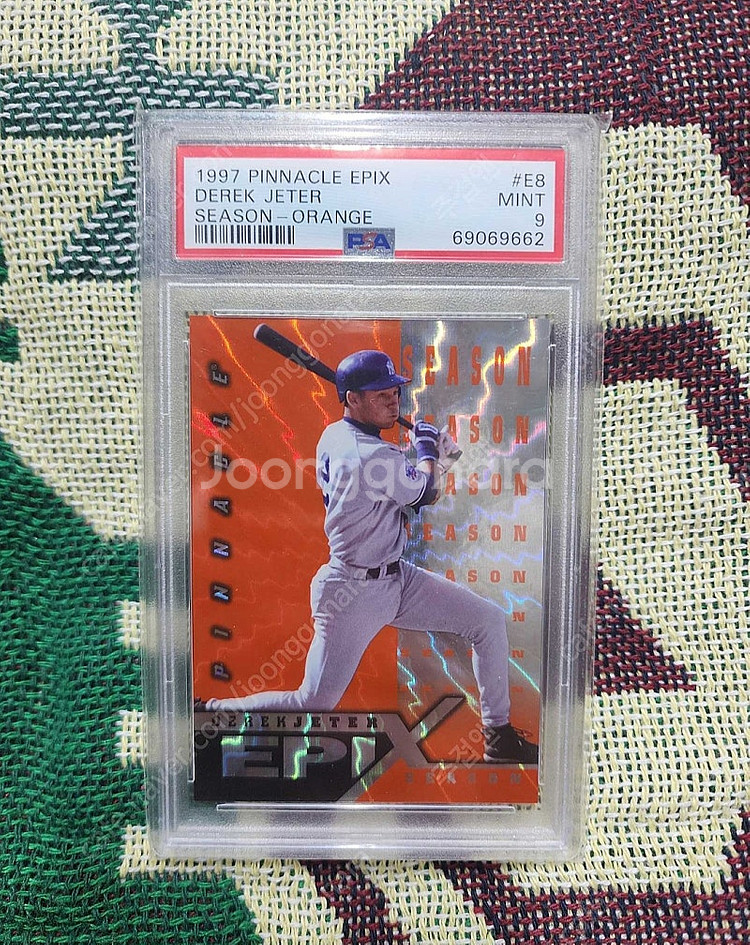 1997 PINNACLE EPIX #E8
DEREK JETER MINT
SEASON-ORANGE 9
PSA 69069662
PINNACLE
SEASON
SEASON
SEASON
SEASON
SEASON
Joonggonara
DEREK JETER
EPIX
SEASON